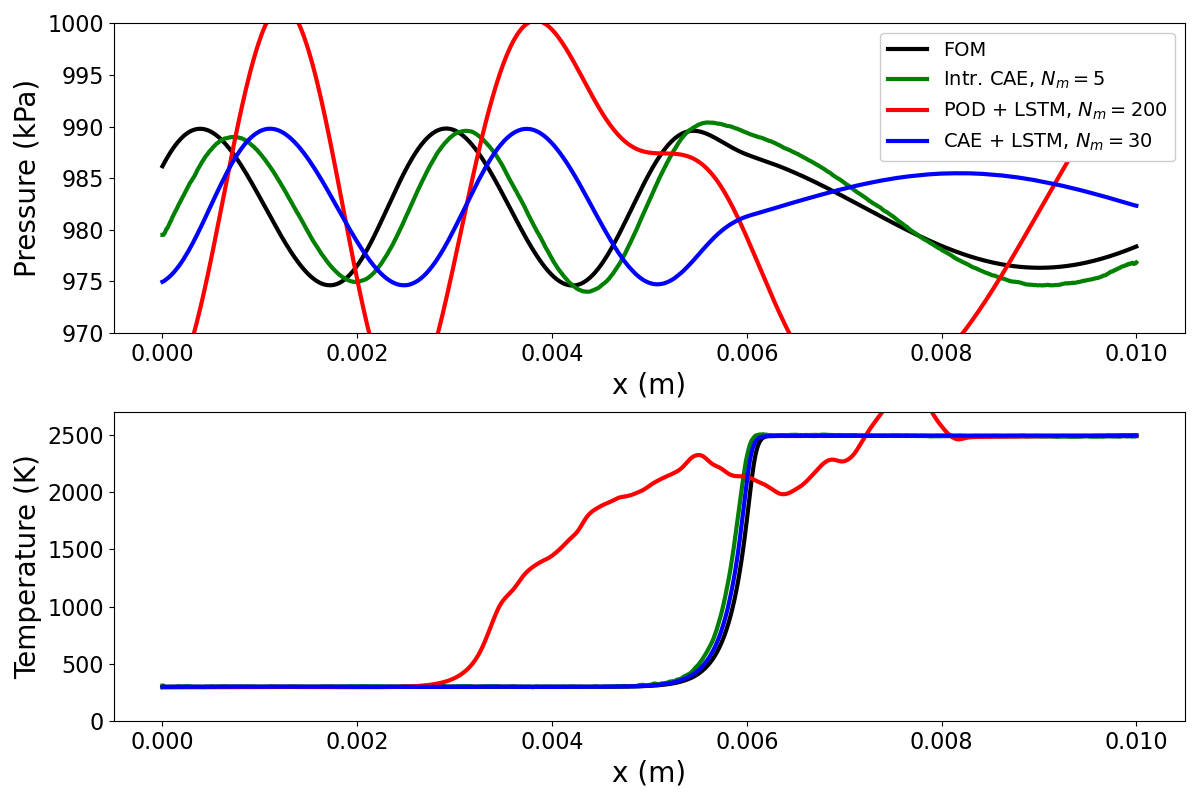 1000
995
990
985
980
975
970
Pressure (kPa)
FOM
Intr. CAE, $N_m = 5$
POD + LSTM, $N_m = 200$
CAE + LSTM, $N_m = 30$
0.000 0.002 0.004 0.006 0.008 0.010
x (m)
2500
2000
1500
1000
500
0
Temperature (K)
0.000 0.002 0.004 0.006 0.008 0.010
x (m)